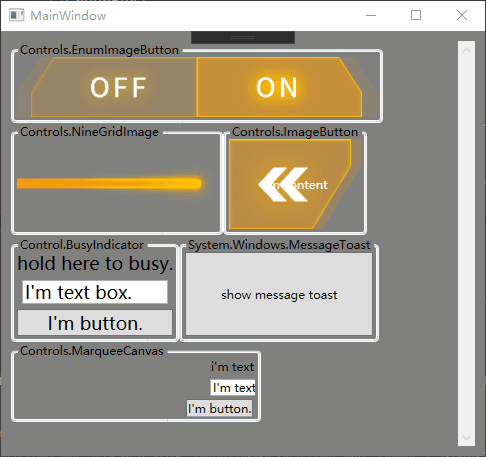 MainWindow
Controls.EnumImageButton
OFF ON
Controls.NineGridImage
Controls.ImageButton
ontent
Control.BusyIndicator
System.Windows.MessageToast
hold here to busy.
I'm text box.
show message toast
I'm button.
Controls.MarqueeCanvas
i'm text
I'm text
I'm button.